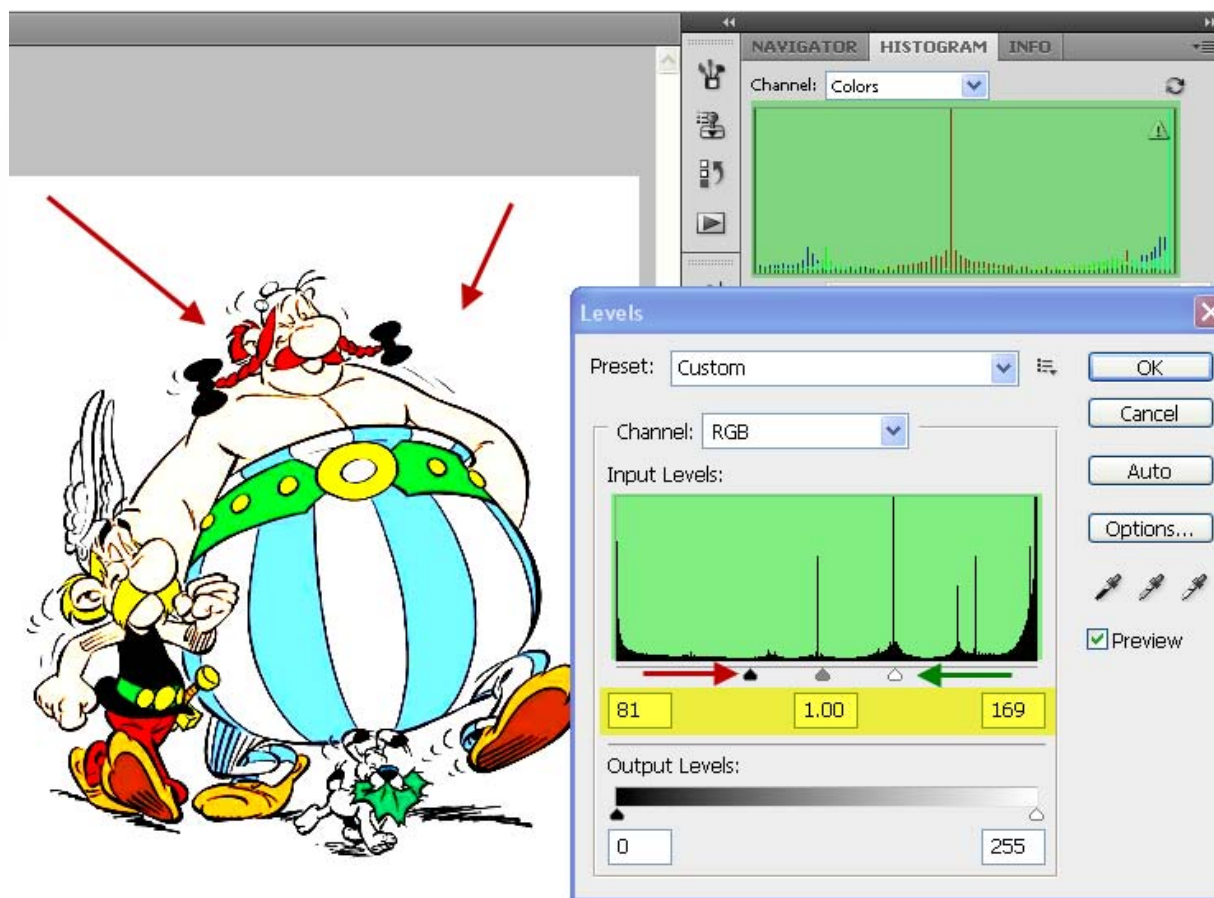 NAVIGATOR HISTOGRAM INFO
Channel: Colors
Levels
Preset: Custom
OK
Channel: RGB
Cancel
Input Levels:
Auto
Options...
Preview
81 1.00 169
Output Levels:
0 255